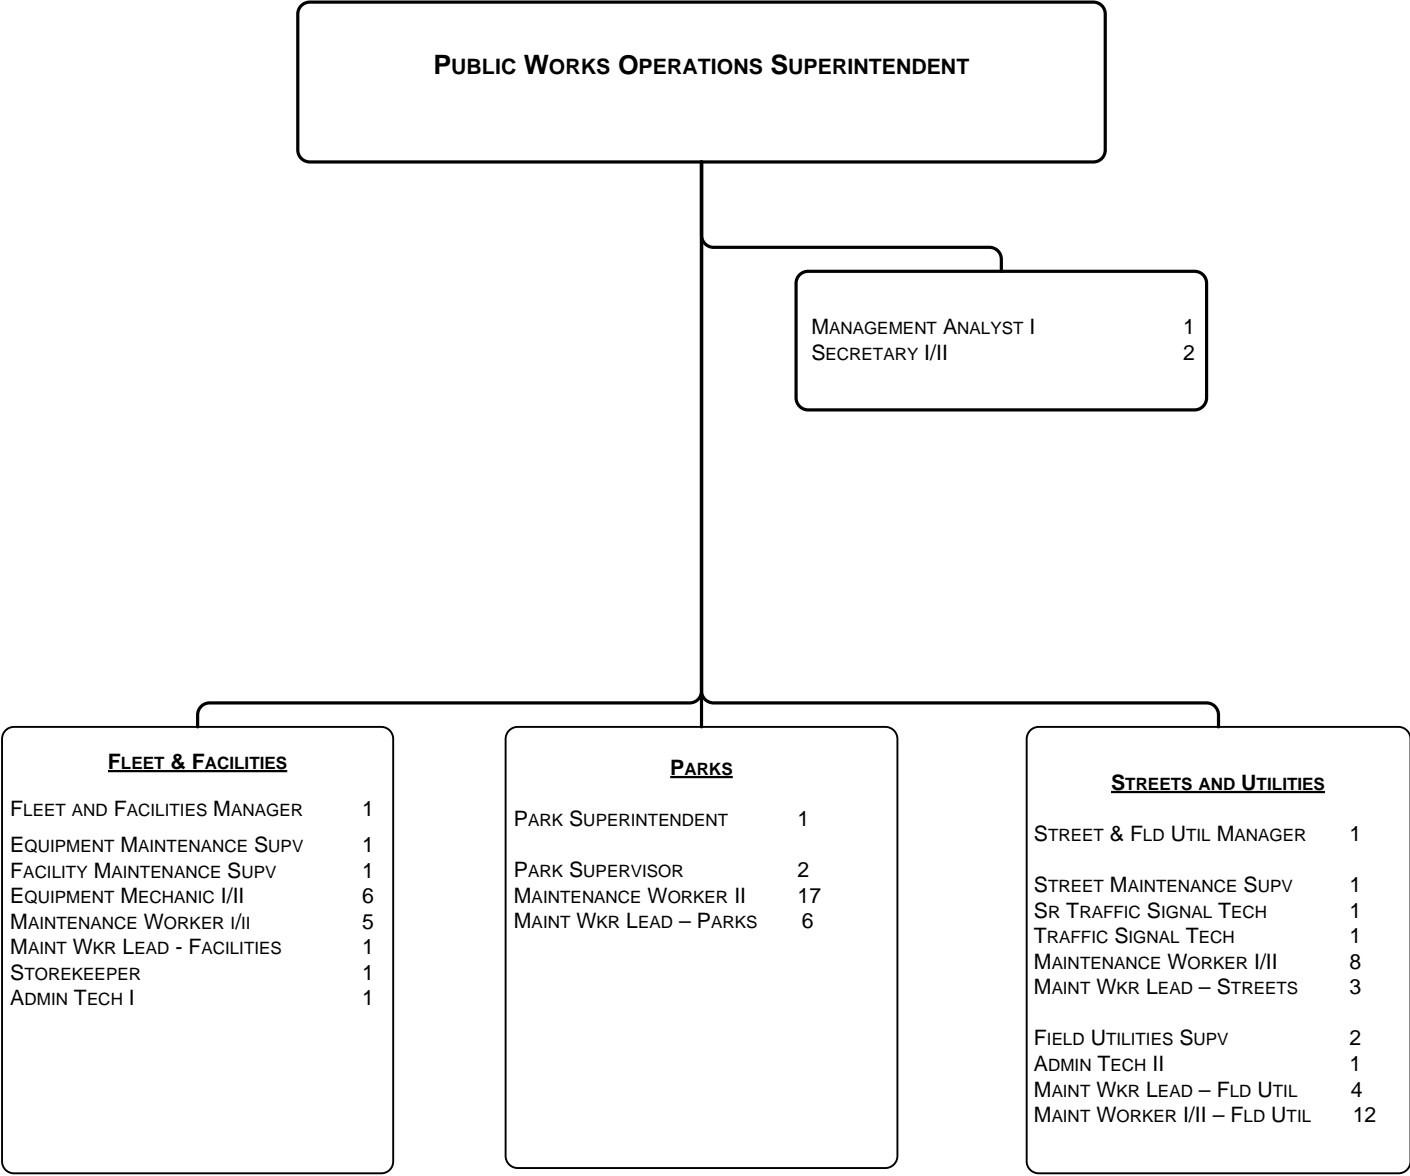 PUBLIC WORKS OPERATIONS SUPERINTENDENT
MANAGEMENT ANALYST I 1
SECRETARY I/II 2
FLEET & FACILITIES
FLEET AND FACILITIES MANAGER 1
EQUIPMENT MAINTENANCE SUPV 1
FACILITY MAINTENANCE SUPV 1
EQUIPMENT MECHANIC I/II 6
MAINTENANCE WORKER I/II 5
MAINT WKR LEAD - FACILITIES 1
STOREKEEPER 1
ADMIN TECH I 1
PARKS
PARK SUPERINTENDENT 1
PARK SUPERVISOR 2
MAINTENANCE WORKER II 17
MAINT WKR LEAD – PARKS 6
STREETS AND UTILITIES
STREET & FLD UTIL MANAGER 1
STREET MAINTENANCE SUPV 1
SR TRAFFIC SIGNAL TECH 1
TRAFFIC SIGNAL TECH 1
MAINTENANCE WORKER I/II 8
MAINT WKR LEAD – STREETS 3
FIELD UTILITIES SUPV 2
ADMIN TECH II 1
MAINT WKR LEAD – FLD UTIL 4
MAINT WORKER I/II – FLD UTIL 12